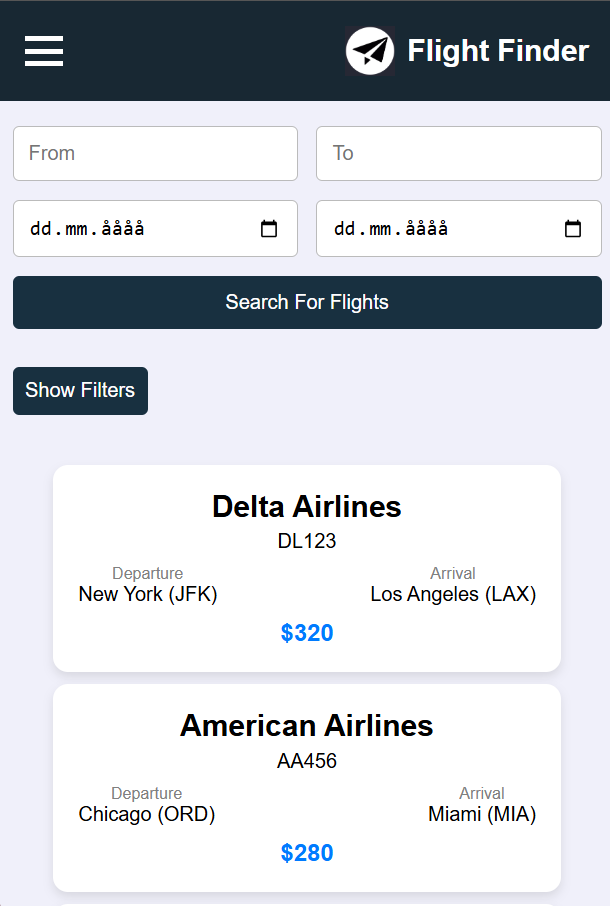 Flight Finder
From
To
dd.mm.åååå
dd.mm.åååå
Search For Flights
Show Filters
Delta Airlines
DL123
Departure
Arrival
New York (JFK)
Los Angeles (LAX)
$320
American Airlines
AA456
Departure
Arrival
Chicago (ORD)
Miami (MIA)
$280